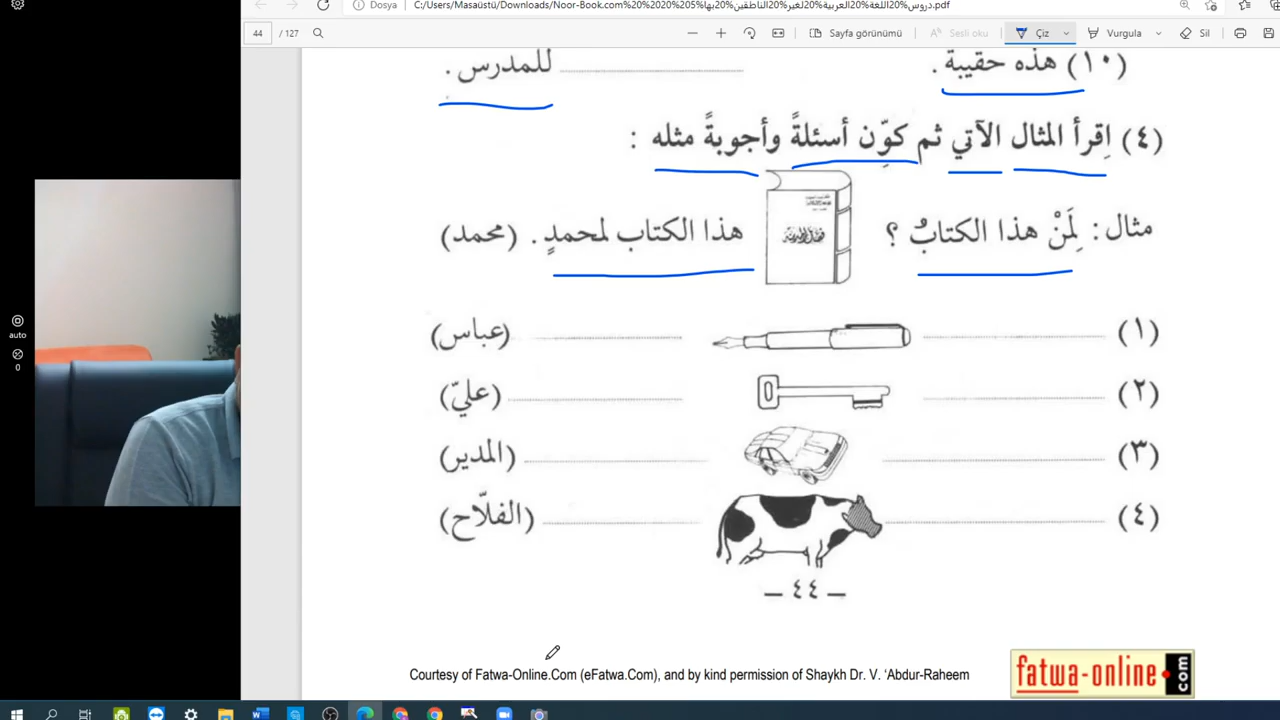 Dosya
C:/Users/Masaüstü/Downloads/Noor-Book.com%20%2020%205%20دروس%20اللغة%20العربية%20لغير%20الناطقين%20بها.pdf
44 / 127
Sayfa görünümü
Sesli oku
Çiz
Vurgula
Sil
auto
0
(١٠) هذه حقيبة . ........ للمدرس .
(٤) اِقرأ المثال الآتي ثم كوّن أسئلةً وأجوبةً مثله :
مثال : لِمَنْ هذا الكتابُ ؟ هذا الكتاب لمحمدٍ . (محمد)
(١) ........ ........ (عباس)
(٢) ........ ........ (عليّ)
(٣) ........ ........ (المدير)
(٤) ........ ........ (الفلّاح)
– ٤٤ –
Courtesy of Fatwa-Online.Com (eFatwa.Com), and by kind permission of Shaykh Dr. V. ‘Abdur-Raheem
fatwa-online.com